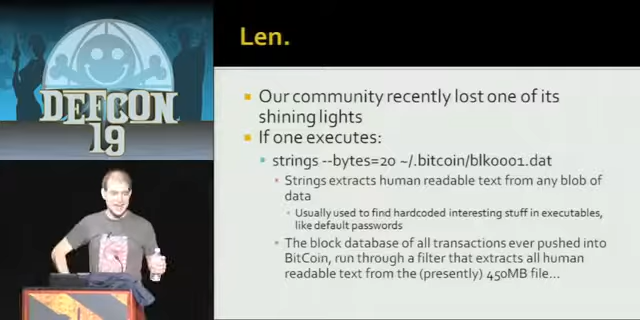 DEFCON
19
Len.
Our community recently lost one of its
shining lights
If one executes:
strings --bytes=20 ~/.bitcoin/blk0001.dat
Strings extracts human readable text from any blob of
data
Usually used to find hardcoded interesting stuff in executables,
like default passwords
The block database of all transactions ever pushed into
BitCoin, run through a filter that extracts all human
readable text from the (presently) 450MB file...